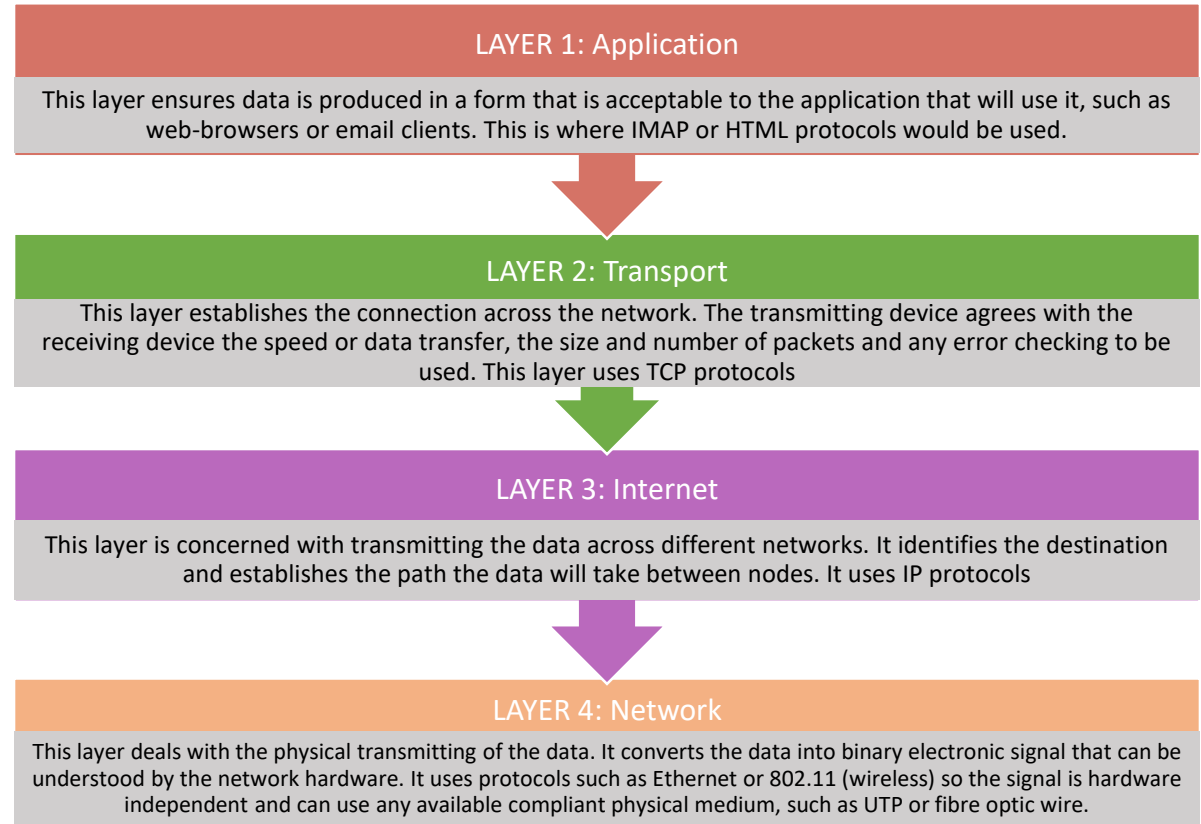 LAYER 1: Application
This layer ensures data is produced in a form that is acceptable to the application that will use it, such as
web-browsers or email clients. This is where IMAP or HTML protocols would be used.
LAYER 2: Transport
This layer establishes the connection across the network. The transmitting device agrees with the
receiving device the speed or data transfer, the size and number of packets and any error checking to be
used. This layer uses TCP protocols
LAYER 3: Internet
This layer is concerned with transmitting the data across different networks. It identifies the destination
and establishes the path the data will take between nodes. It uses IP protocols
LAYER 4: Network
This layer deals with the physical transmitting of the data. It converts the data into binary electronic signal that can be
understood by the network hardware. It uses protocols such as Ethernet or 802.11 (wireless) so the signal is hardware
independent and can use any available compliant physical medium, such as UTP or fibre optic wire.